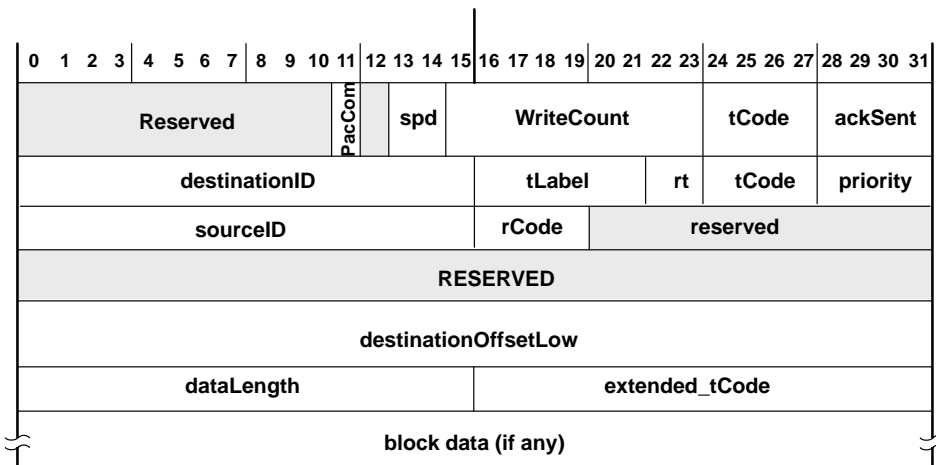 0 1 2 3 4 5 6 7 8 9 10 11 12 13 14 15 16 17 18 19 20 21 22 23 24 25 26 27 28 29 30 31
Reserved PacCom spd WriteCount tCode ackSent
destinationID tLabel rt tCode priority
sourceID rCode reserved
RESERVED
destinationOffsetLow
dataLength extended_tCode
block data (if any)